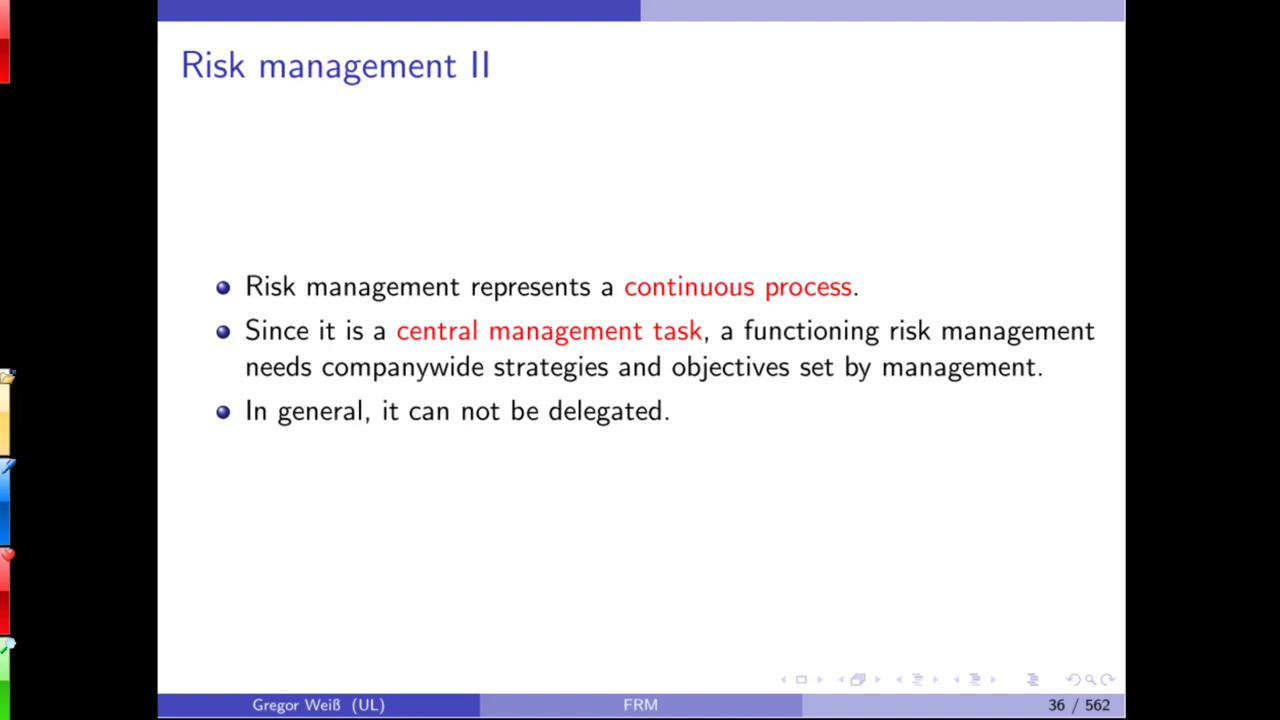 Risk management II
Risk management represents a continuous process.
Since it is a central management task, a functioning risk management
needs companywide strategies and objectives set by management.
In general, it can not be delegated.
Gregor Weiß (UL)
FRM
36 / 562